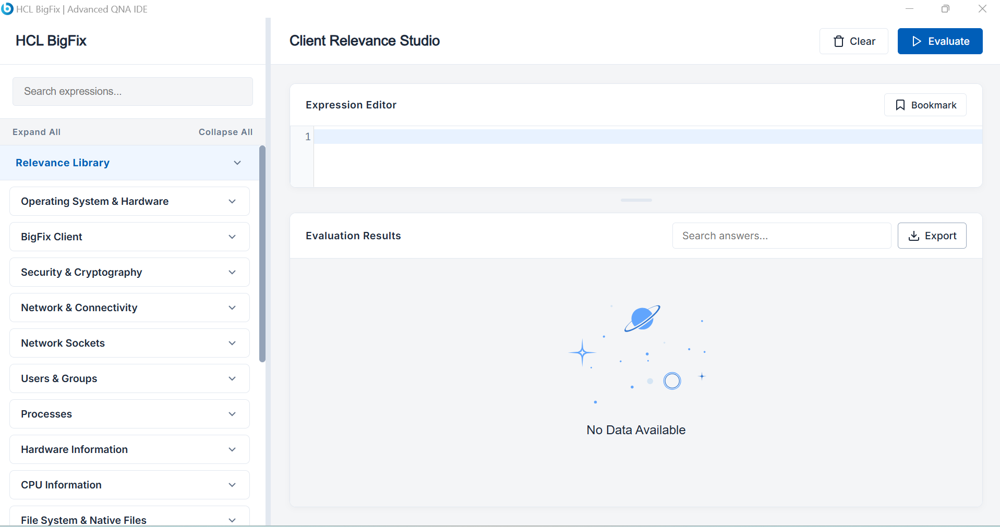 HCL BigFix | Advanced QNA IDE
HCL BigFix
Client Relevance Studio
Clear
Evaluate
Search expressions...
Expand All
Collapse All
Relevance Library
Operating System & Hardware
BigFix Client
Security & Cryptography
Network & Connectivity
Network Sockets
Users & Groups
Processes
Hardware Information
CPU Information
File System & Native Files
Expression Editor
Bookmark
1
Evaluation Results
Search answers...
Export
No Data Available